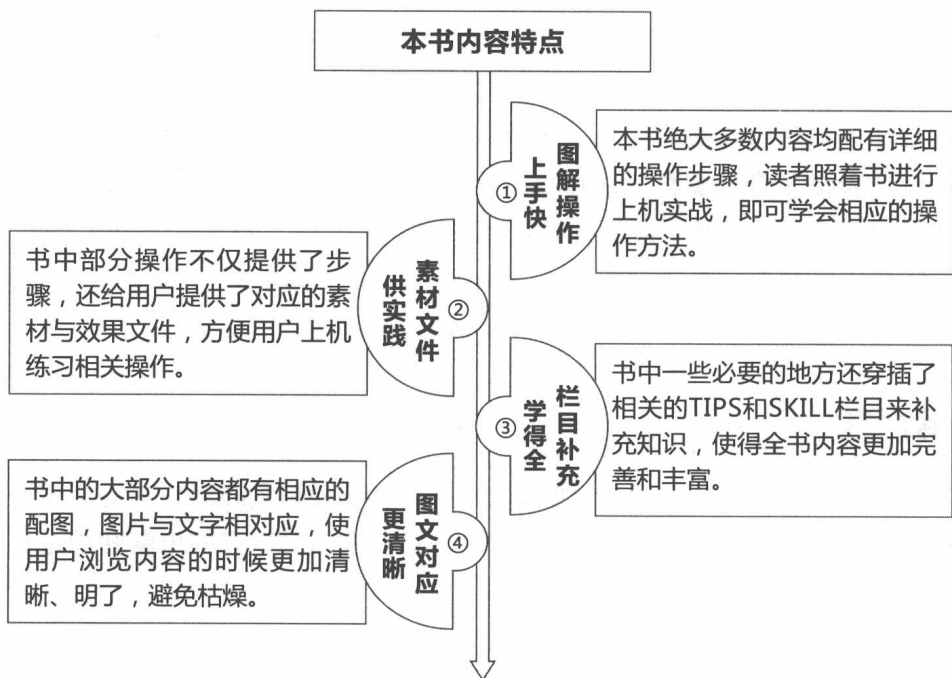 本书内容特点
①
图解操作
上手快
本书绝大多数内容均配有详细
的操作步骤，读者照着书进行
上机实战，即可学会相应的操
作方法。
②
素材文件
供实践
书中部分操作不仅提供了步
骤，还给用户提供了对应的素
材与效果文件，方便用户上机
练习相关操作。
③
栏目补充
学得全
书中一些必要的地方还穿插了
相关的TIPS和SKILL栏目来补
充知识，使得全书内容更加完
善和丰富。
④
图文对应
更清晰
书中的大部分内容都有相应的
配图，图片与文字相对应，使
用户浏览内容的时候更加清
晰、明了，避免枯燥。